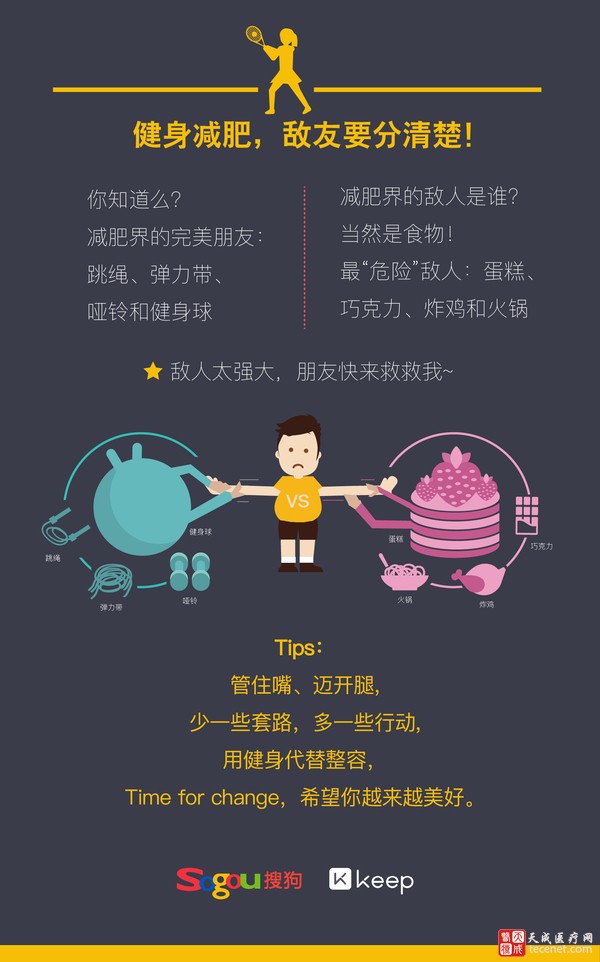 健身减肥，敌友要分清楚！
你知道么？
减肥界的完美朋友：
跳绳、弹力带、
哑铃和健身球
减肥界的敌人是谁？
当然是食物！
最“危险”敌人：蛋糕、
巧克力、炸鸡和火锅
敌人太强大，朋友快来救救我~
VS
健身球
跳绳
弹力带
哑铃
蛋糕
巧克力
火锅
炸鸡
Tips：
管住嘴、迈开腿，
少一些套路，多一些行动，
用健身代替整容，
Time for change，希望你越来越美好。
Sogou搜狗
keep
天成医疗网
tecenet.com